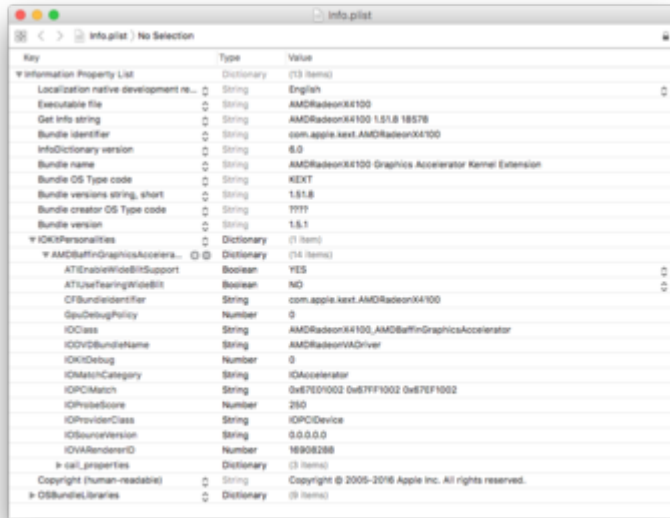 Info.plist
Info.plist No Selection
Key Type Value
Information Property List Dictionary (13 items)
Localization native development re... String English
Executable file String AMDRadeonX4100
Get Info string String AMDRadeonX4100 1.51.8 18578
Bundle identifier String com.apple.kext.AMDRadeonX4100
InfoDictionary version String 6.0
Bundle name String AMDRadeonX4100 Graphics Accelerator Kernel Extension
Bundle OS Type code String KEXT
Bundle versions string, short String 1.51.8
Bundle creator OS Type code String ????
Bundle version String 1.5.1
IOKitPersonalities Dictionary (1 item)
AMDBaffinGraphicsAccelera... Dictionary (14 items)
ATIEnableWideBlitSupport Boolean YES
ATIUseTearingWideBlit Boolean NO
CFBundleIdentifier String com.apple.kext.AMDRadeonX4100
GpuDebugPolicy Number 0
IOClass String AMDRadeonX4100_AMDBaffinGraphicsAccelerator
IODVDBundleName String AMDRadeonVADriver
IOKitDebug Number 0
IOMatchCategory String IOAccelerator
IOPCIMatch String 0x67E01002 0x67FF1002 0x67EF1002
IOProbeScore Number 250
IOProviderClass String IOPCIDevice
IOSourceVersion String 0.0.0.0.0
IOVARendererID Number 16908288
cail_properties Dictionary (3 items)
Copyright (human-readable) String Copyright © 2005-2016 Apple Inc. All rights reserved.
OSBundleLibraries Dictionary (9 items)